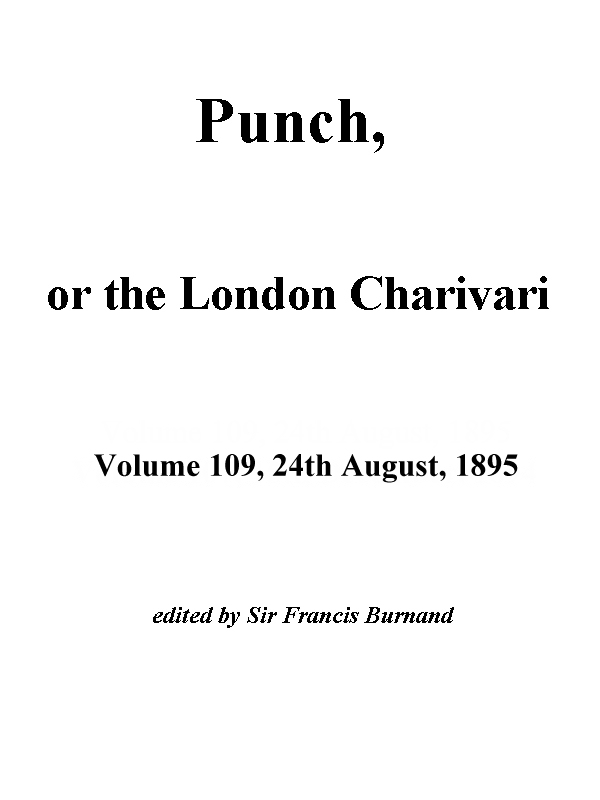 Punch,
or the London Charivari
Volume 109, 24th August, 1895
edited by Sir Francis Burnand